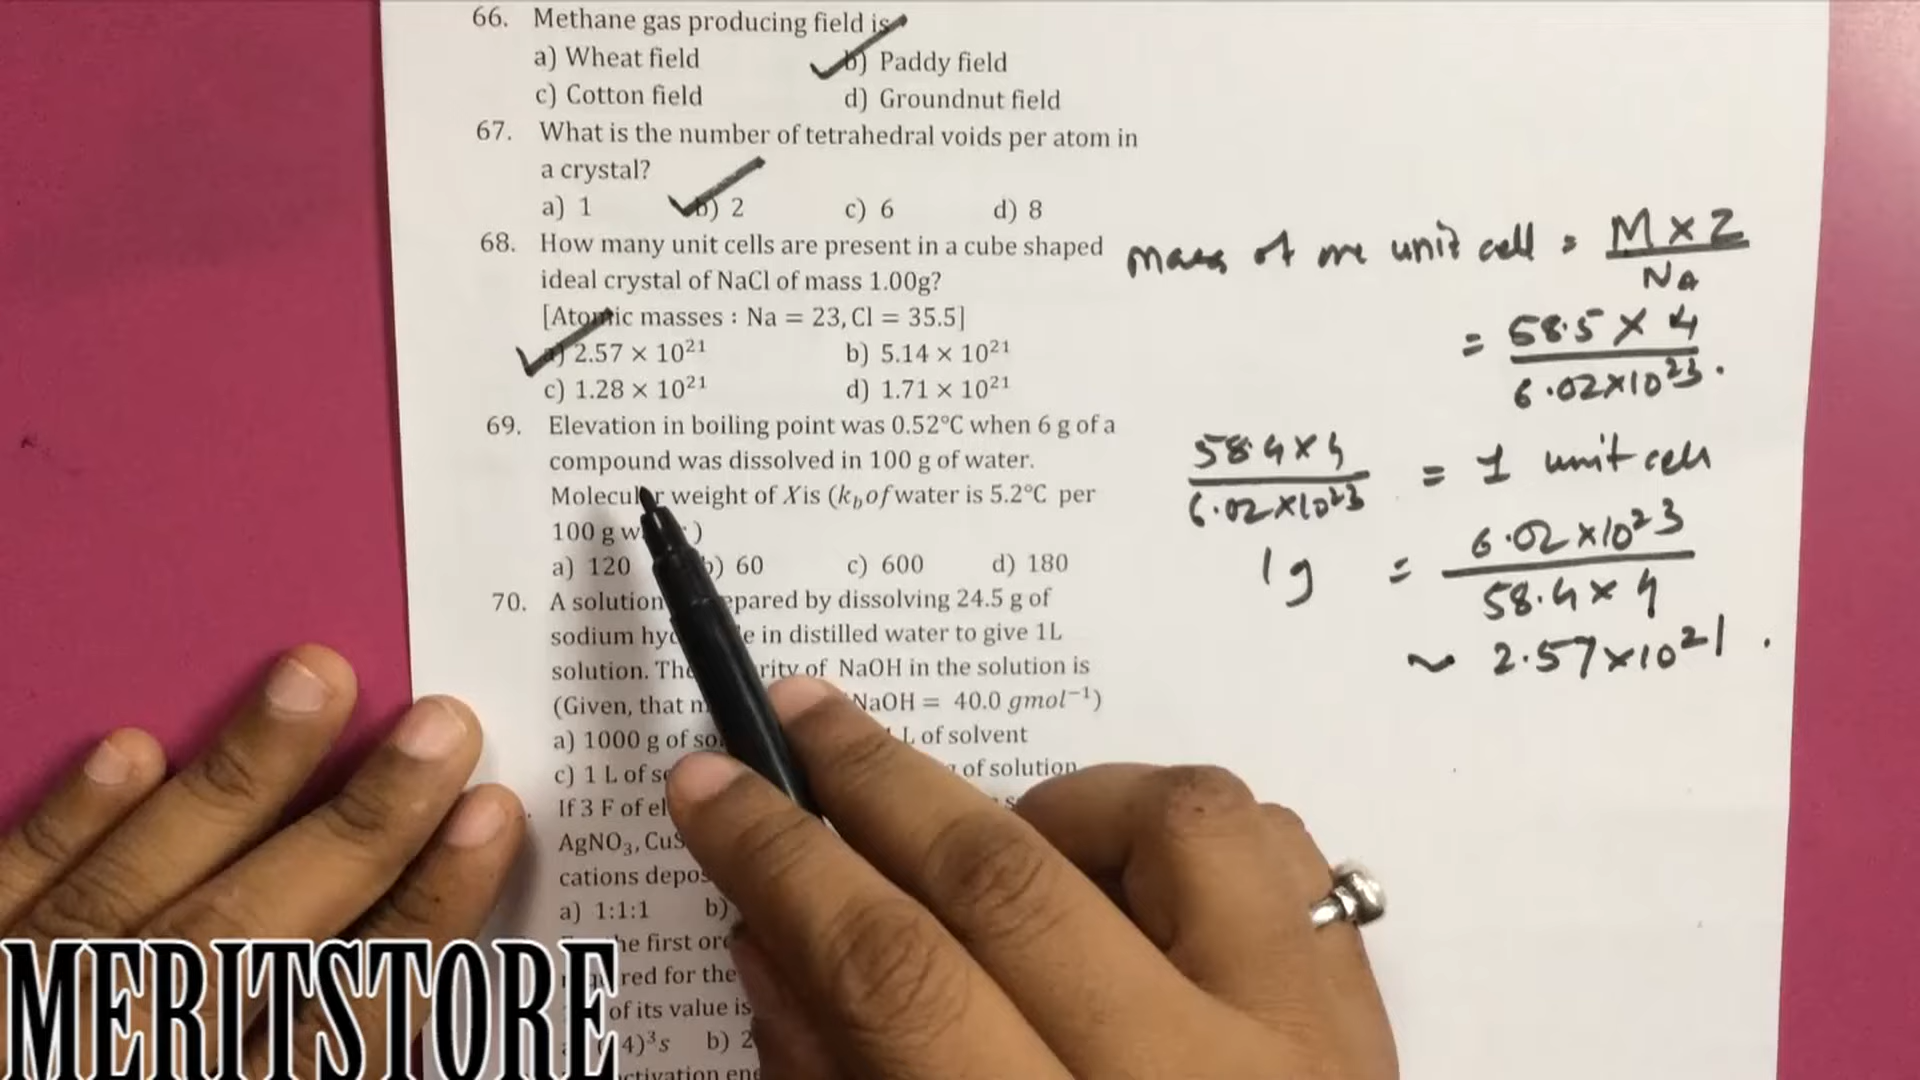 66. Methane gas producing field is
a) Wheat field b) Paddy field
c) Cotton field d) Groundnut field
67. What is the number of tetrahedral voids per atom in
a crystal?
a) 1 b) 2 c) 6 d) 8
68. How many unit cells are present in a cube shaped
ideal crystal of NaCl of mass 1.00g?
[Atomic masses : Na = 23, Cl = 35.5]
a) 2.57 × 10²¹ b) 5.14 × 10²¹
c) 1.28 × 10²¹ d) 1.71 × 10²¹
69. Elevation in boiling point was 0.52°C when 6 g of a
compound was dissolved in 100 g of water.
Molecular weight of X is (k_b of water is 5.2°C per
100 g w )
a) 120 b) 60 c) 600 d) 180
70. A solution epared by dissolving 24.5 g of
sodium hy e in distilled water to give 1L
solution. The rity of NaOH in the solution is
(Given, that m NaOH = 40.0 gmol⁻¹)
a) 1000 g of so L of solvent
c) 1 L of s of solution
If 3 F of el
AgNO₃, CuS
cations depos
a) 1:1:1 b)
he first ord
red for the
of its value is
4)³s b) 2
ctivation ene
mass of one unit cell = M × Z
NA
= 58.5 × 4
6.02×10²³.
58.4×4
6.02×10²³ = 1 unit cell
1g = 6.02×10²³
58.4×4
~ 2.57×10²¹.
MERITSTORE